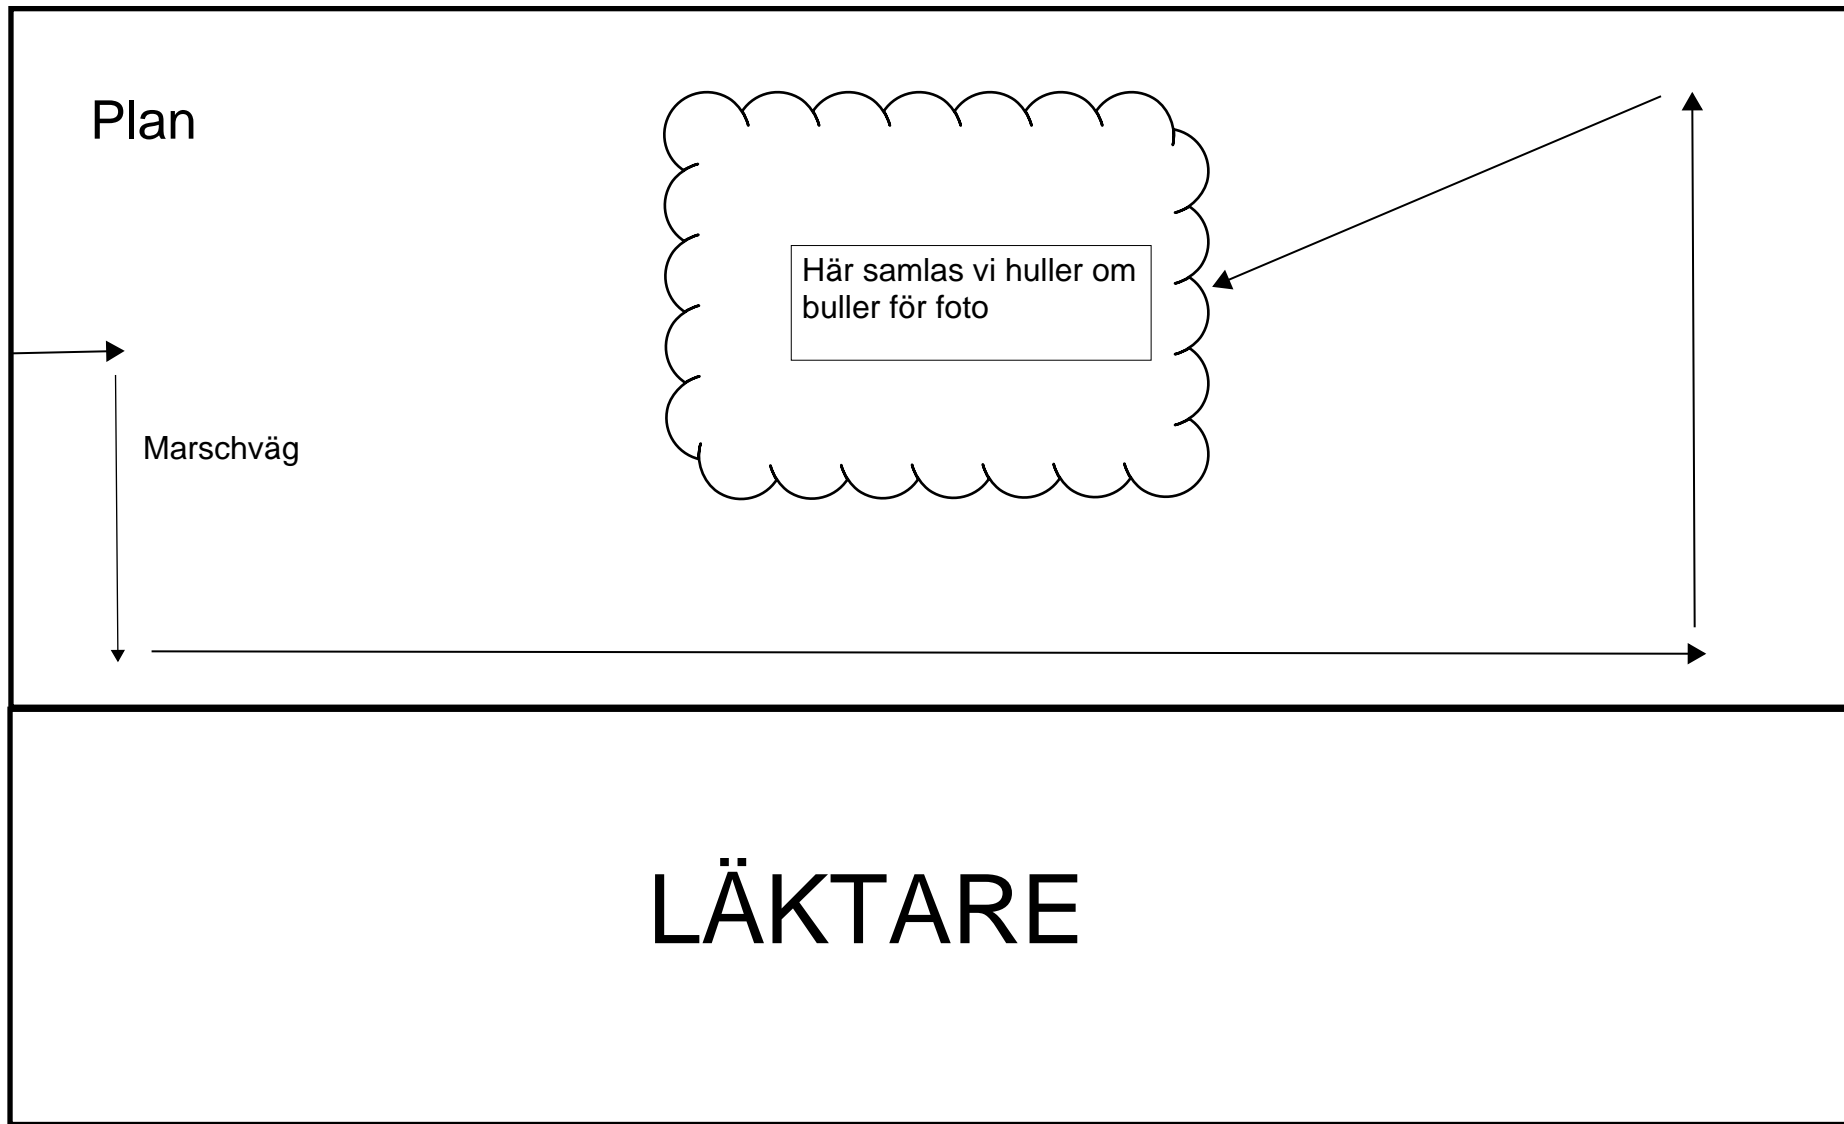 Plan
Här samlas vi huller om
buller för foto
Marschväg
LÄKTARE